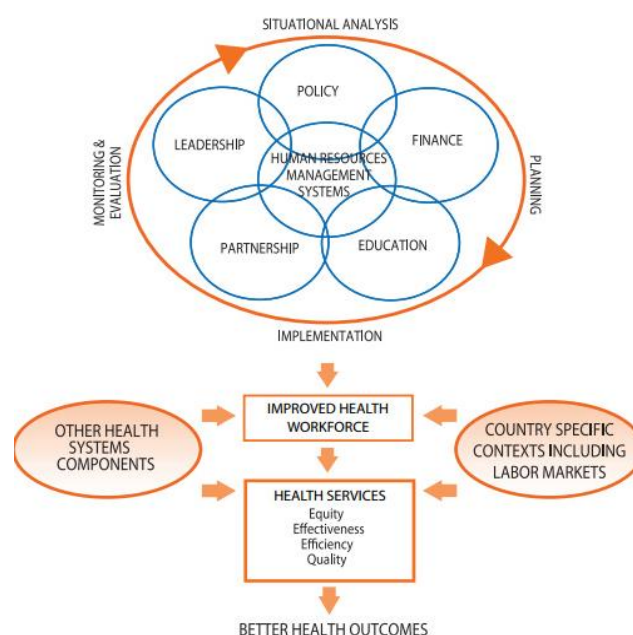 SITUATIONAL ANALYSIS
POLICY
LEADERSHIP
FINANCE
HUMAN RESOURCES
MANAGEMENT
SYSTEMS
MONITORING &
EVALUATION
PLANNING
PARTNERSHIP
EDUCATION
IMPLEMENTATION
IMPROVED HEALTH
WORKFORCE
OTHER HEALTH
SYSTEMS
COMPONENTS
COUNTRY SPECIFIC
CONTEXTS INCLUDING
LABOR MARKETS
HEALTH SERVICES
Equity
Effectiveness
Efficiency
Quality
BETTER HEALTH OUTCOMES